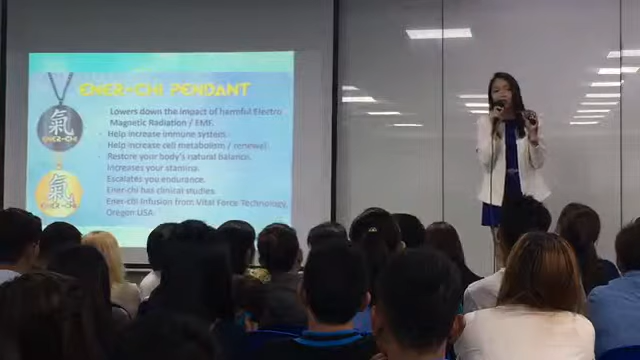 ENER-CHI PENDANT
Lowers down the impact of harmful Electro
Magnetic Radiation / EMF.
Help increase immune system.
Help increase cell metabolism / renewal.
Restore your body's natural balance.
Increases your stamina.
Escalates you endurance.
Ener-chi has clinical studies.
Ener-chi Infusion from Vital Force Technology,
Oregon USA.
氣
ENER-CHI
氣
ENER-CHI